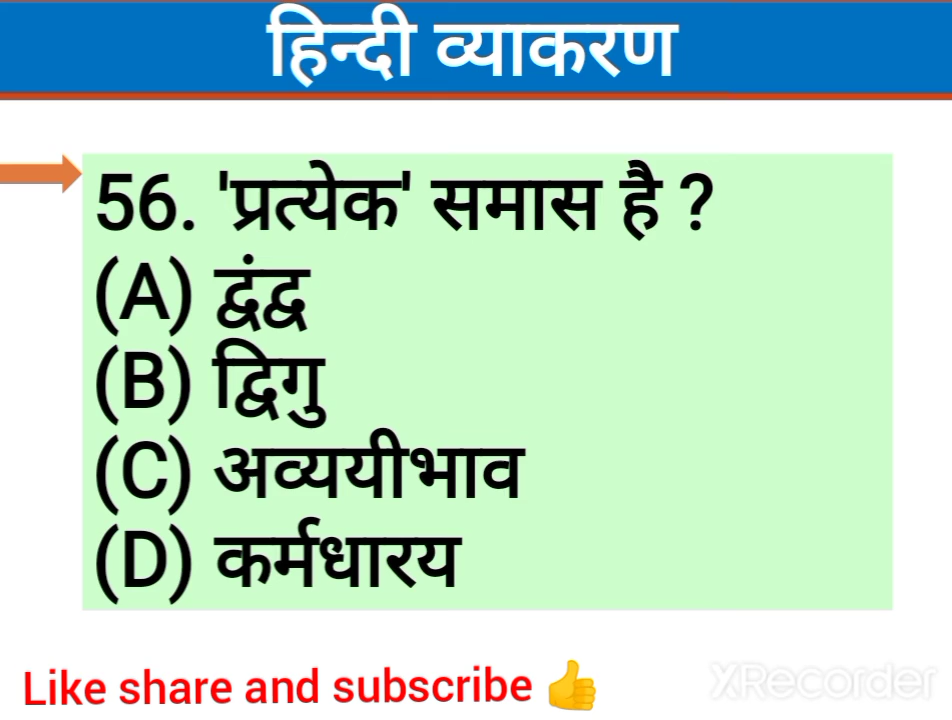 हिन्दी व्याकरण
56. 'प्रत्येक' समास है ?
(A) द्वंद्व
(B) द्विगु
(C) अव्ययीभाव
(D) कर्मधारय
Like share and subscribe 👍
XRecorder